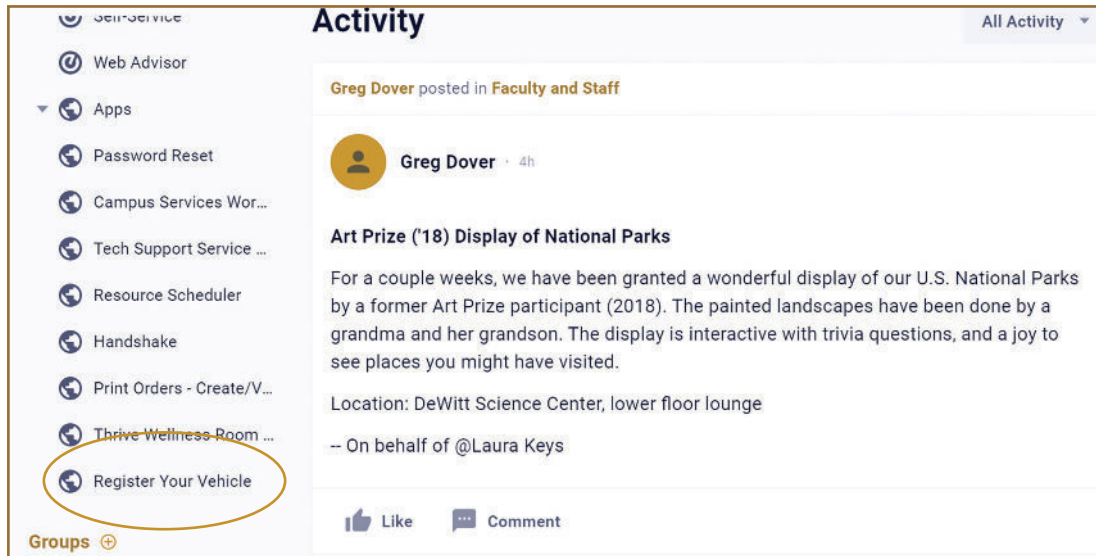 Self-Service
Web Advisor
Apps
Password Reset
Campus Services Wor...
Tech Support Service ...
Resource Scheduler
Handshake
Print Orders - Create/V...
Thrive Wellness Room ...
Register Your Vehicle
Groups
Activity
All Activity
Greg Dover posted in Faculty and Staff
Greg Dover · 4h
Art Prize ('18) Display of National Parks
For a couple weeks, we have been granted a wonderful display of our U.S. National Parks
by a former Art Prize participant (2018). The painted landscapes have been done by a
grandma and her grandson. The display is interactive with trivia questions, and a joy to
see places you might have visited.
Location: DeWitt Science Center, lower floor lounge
-- On behalf of @Laura Keys
Like
Comment